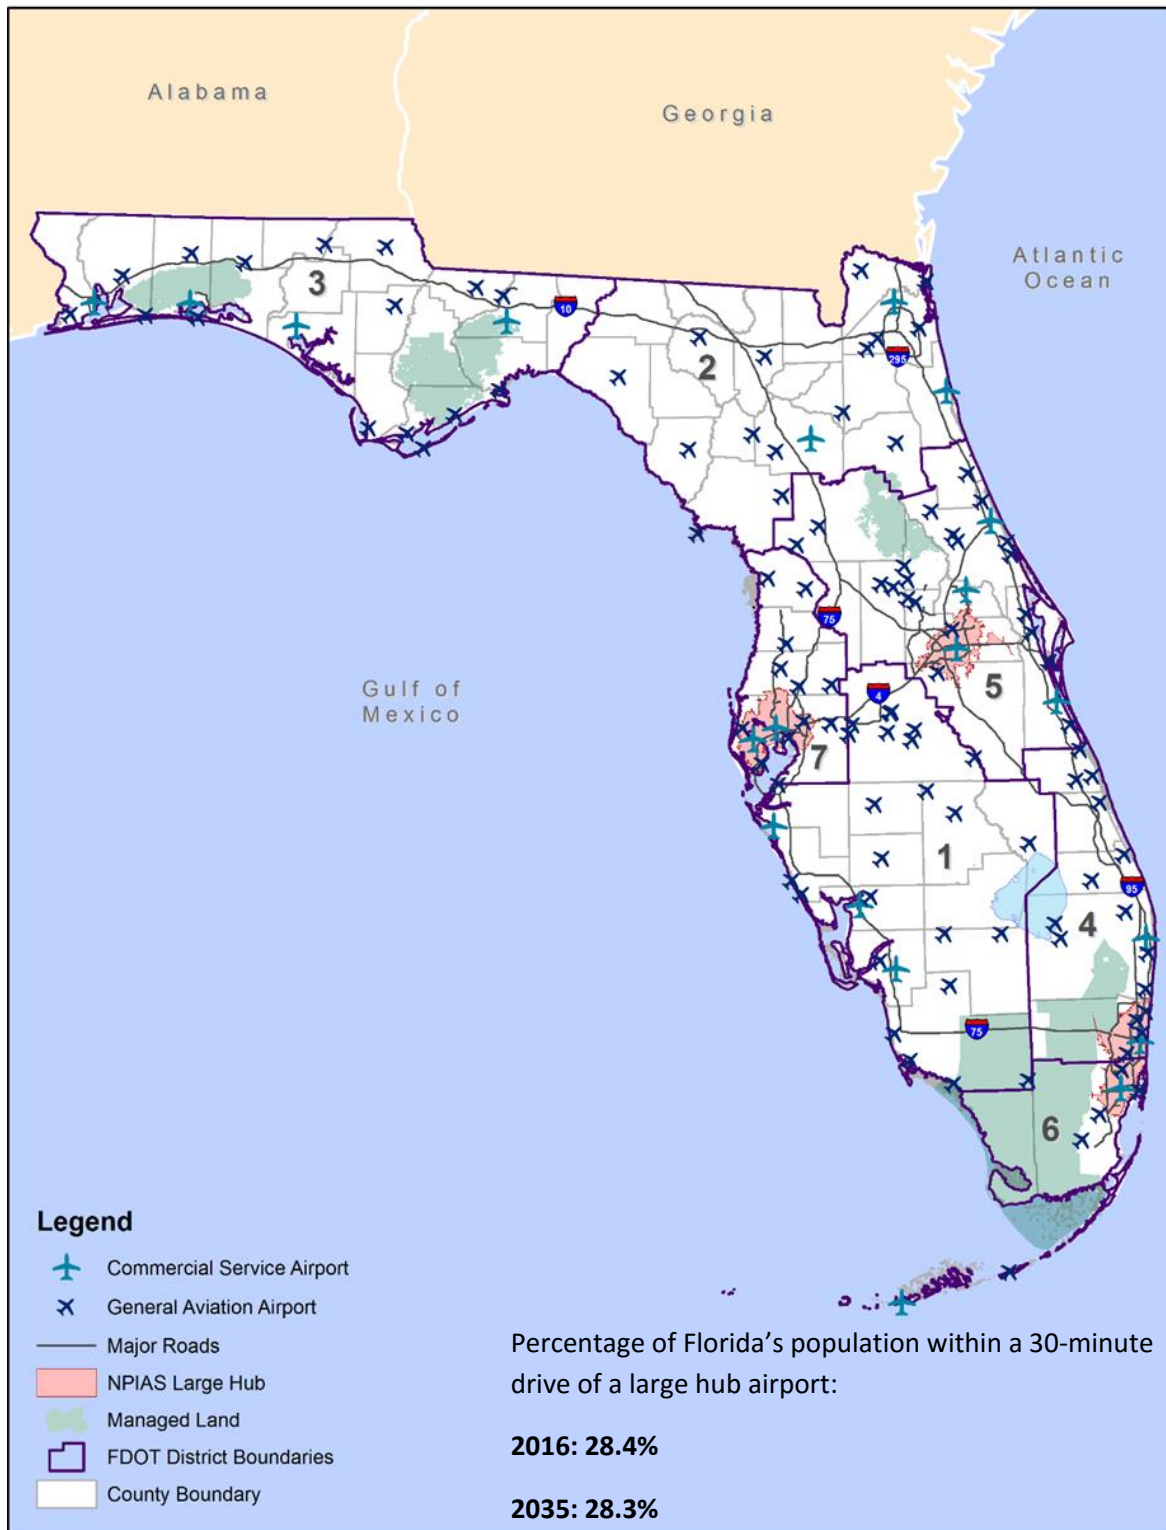 Alabama
Georgia
Atlantic
Ocean
3
10
2
295
75
4
5
Gulf of
Mexico
7
1
95
4
75
6
Legend
Commercial Service Airport
General Aviation Airport
Major Roads
NPIAS Large Hub
Managed Land
FDOT District Boundaries
County Boundary
Percentage of Florida’s population within a 30-minute
drive of a large hub airport:
2016: 28.4%
2035: 28.3%